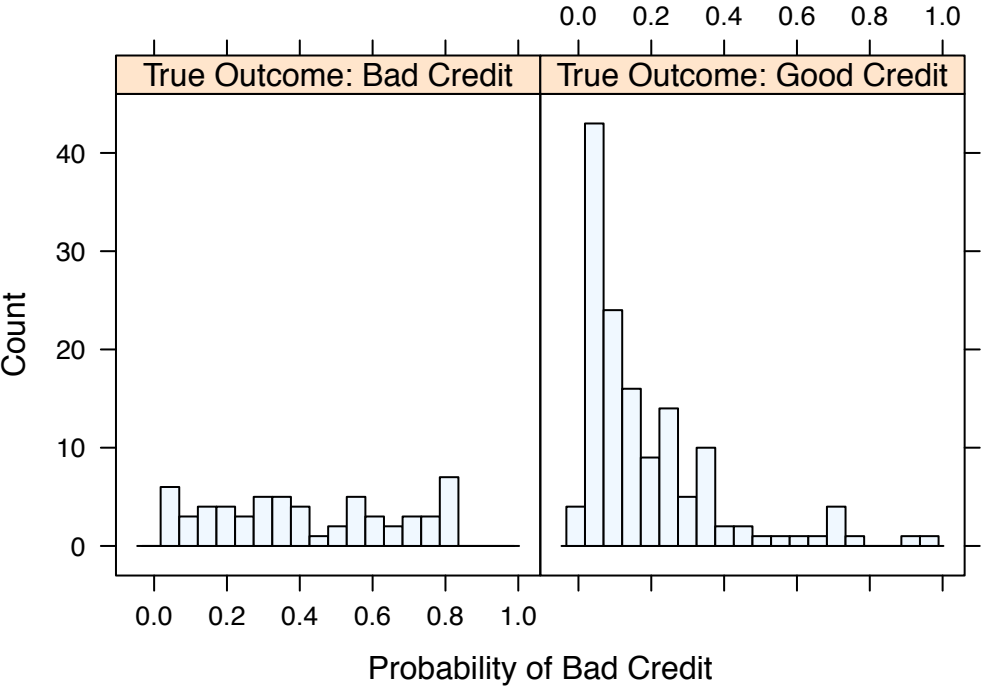 0.0 0.2 0.4 0.6 0.8 1.0
True Outcome: Bad Credit
True Outcome: Good Credit
40
30
20
10
0
Count
0.0 0.2 0.4 0.6 0.8 1.0
Probability of Bad Credit